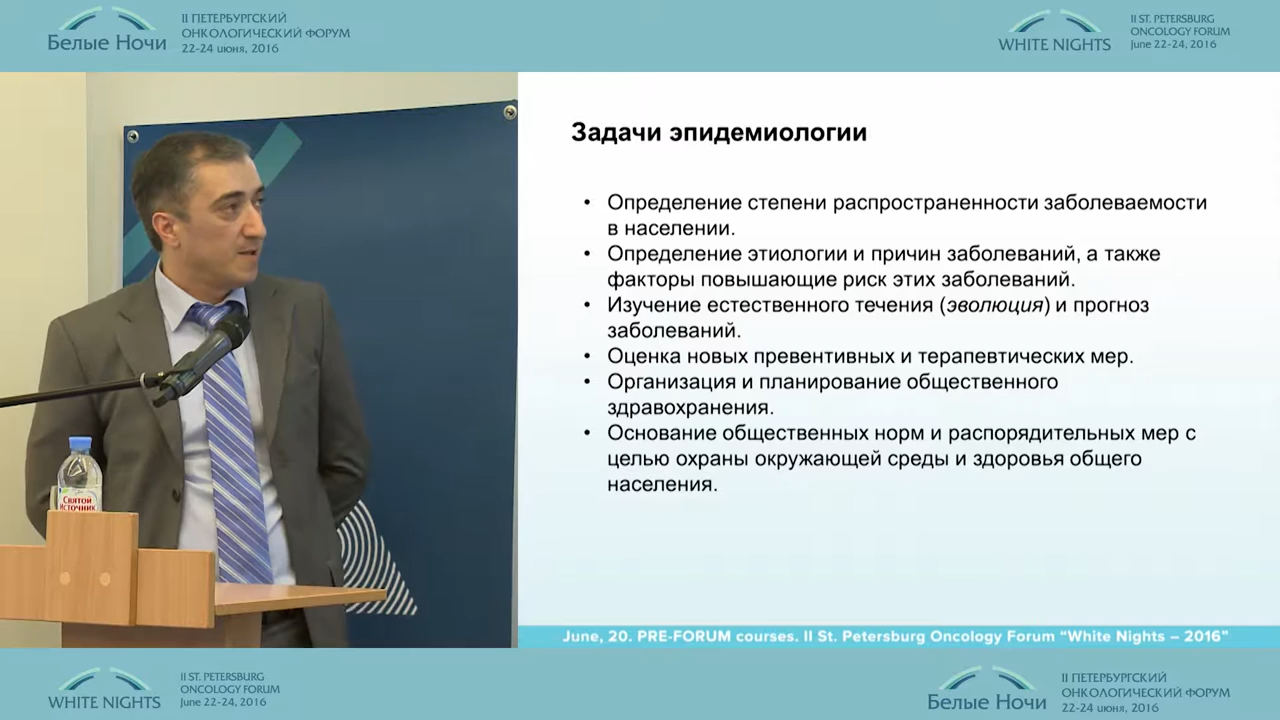 Белые Ночи
II ПЕТЕРБУРГСКИЙ
ОНКОЛОГИЧЕСКИЙ ФОРУМ
22-24 июня, 2016
WHITE NIGHTS
II ST. PETERSBURG
ONCOLOGY FORUM
June 22-24, 2016
Задачи эпидемиологии
• Определение степени распространенности заболеваемости
в населении.
• Определение этиологии и причин заболеваний, а также
факторы повышающие риск этих заболеваний.
• Изучение естественного течения (эволюция) и прогноз
заболеваний.
• Оценка новых превентивных и терапевтических мер.
• Организация и планирование общественного
здравохранения.
• Основание общественных норм и распорядительных мер с
целью охраны окружающей среды и здоровья общего
населения.
Святой
Источник
June, 20. PRE-FORUM courses. II St. Petersburg Oncology Forum “White Nights – 2016”
WHITE NIGHTS
II ST. PETERSBURG
ONCOLOGY FORUM
June 22-24, 2016
Белые Ночи
II ПЕТЕРБУРГСКИЙ
ОНКОЛОГИЧЕСКИЙ ФОРУМ
22-24 июня, 2016